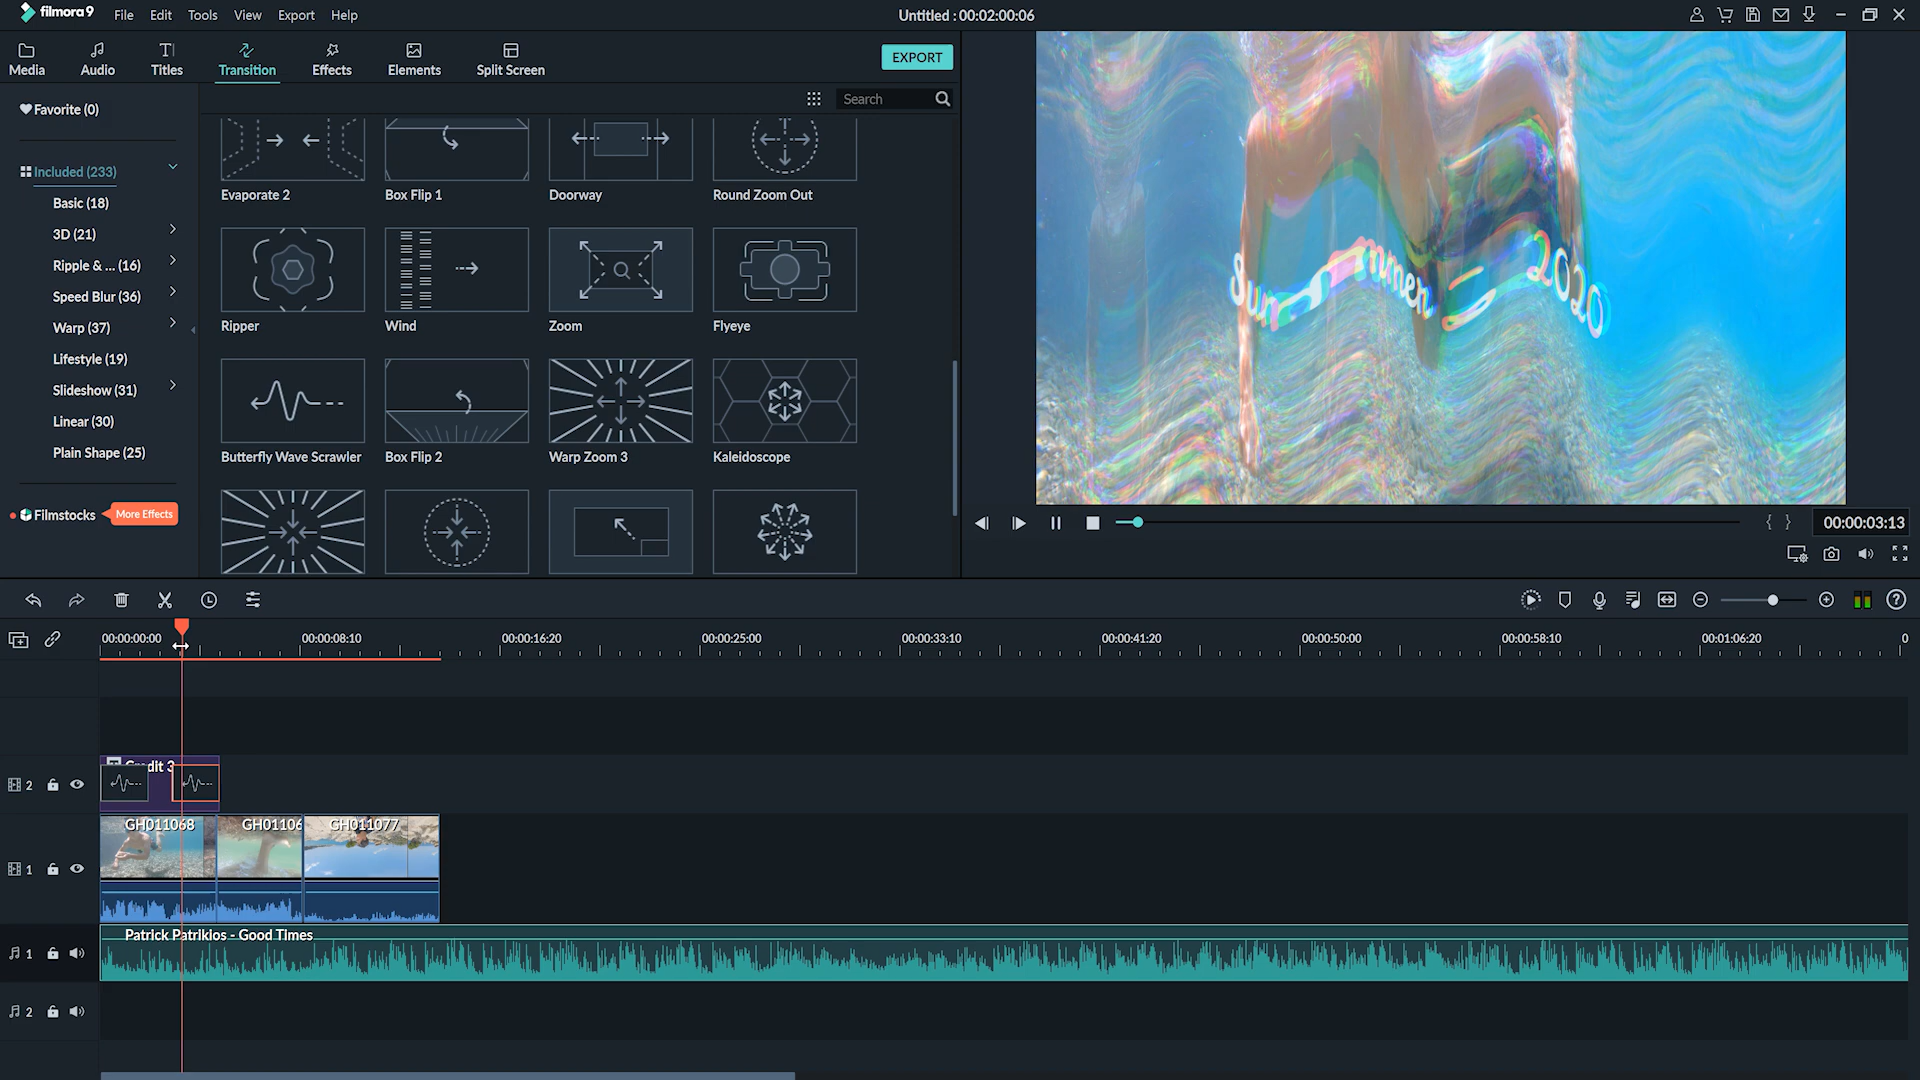 filmora9 File Edit Tools View Export Help
Untitled : 00:02:00:06
Media Audio Titles Transition Effects Elements Split Screen
EXPORT
Search
Favorite (0)
Included (233)
Basic (18)
3D (21)
Ripple & ... (16)
Speed Blur (36)
Warp (37)
Lifestyle (19)
Slideshow (31)
Linear (30)
Plain Shape (25)
Filmstocks More Effects
Evaporate 2 Box Flip 1 Doorway Round Zoom Out
Ripper Wind Zoom Flyeye
Butterfly Wave Scrawler Box Flip 2 Warp Zoom 3 Kaleidoscope
Summer - 2020
{ } 00:00:03:13
00:00:00:00 00:00:08:10 00:00:16:20 00:00:25:00 00:00:33:10 00:00:41:20 00:00:50:00 00:00:58:10 00:01:06:20 0
2 Credit 3
1 GH011068 GH01106 GH011077
1 Patrick Patrikios - Good Times
2